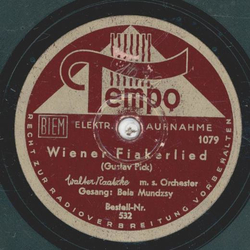 Tempo
BIEM ELEKTR. AUFNAHME
1079
Wiener Fiakerlied
(Gustav Pick)
Walter Raatzke m. s. Orchester
Gesang: Bela Mundzsy
Bestell-Nr.
532
RECHT ZUR RADIOVERBREITUNG VORBEHALTEN